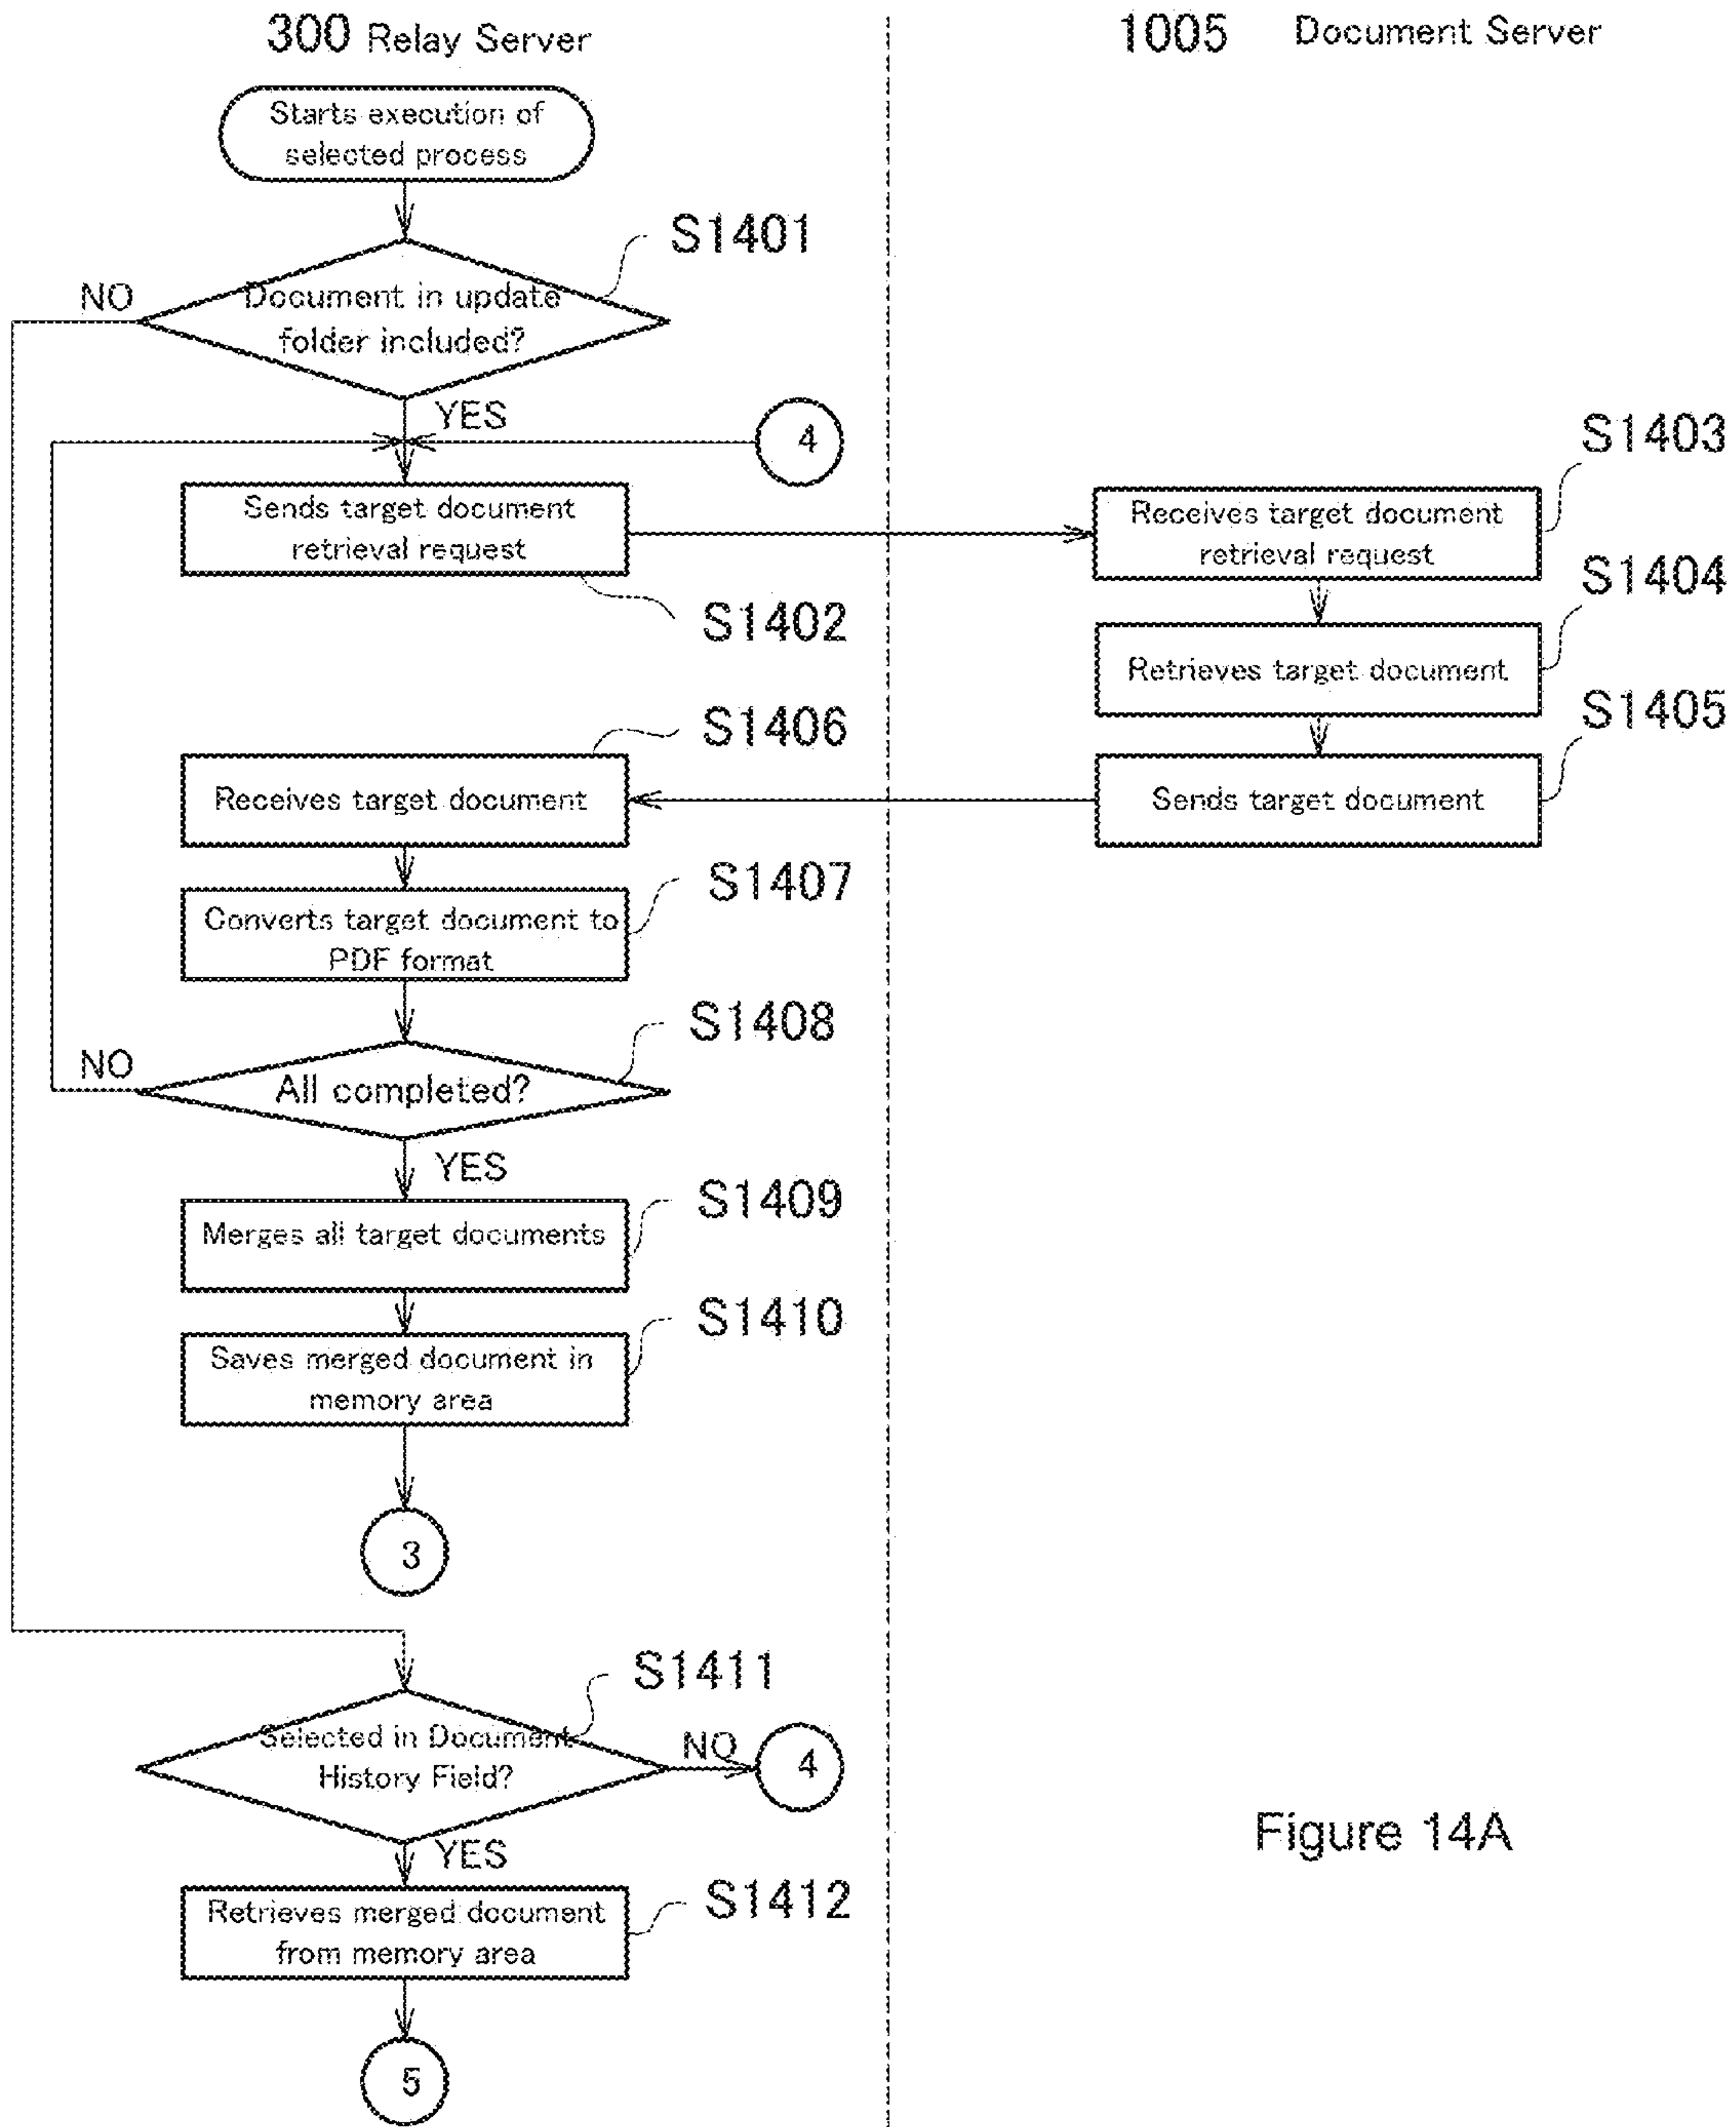 300 Relay Server
1005 Document Server
Starts execution of
selected process
S1401
NO
Document in update
folder included?
YES
4
S1403
Sends target document
retrieval request
Receives target document
retrieval request
S1402
S1404
Retrieves target document
S1406
S1405
Receives target document
Sends target document
S1407
Converts target document to
PDF format
S1408
NO
All completed?
YES
S1409
Merges all target documents
S1410
Saves merged document in
memory area
3
S1411
Selected in Document
History Field?
NO
4
Figure 14A
YES
S1412
Retrieves merged document
from memory area
5